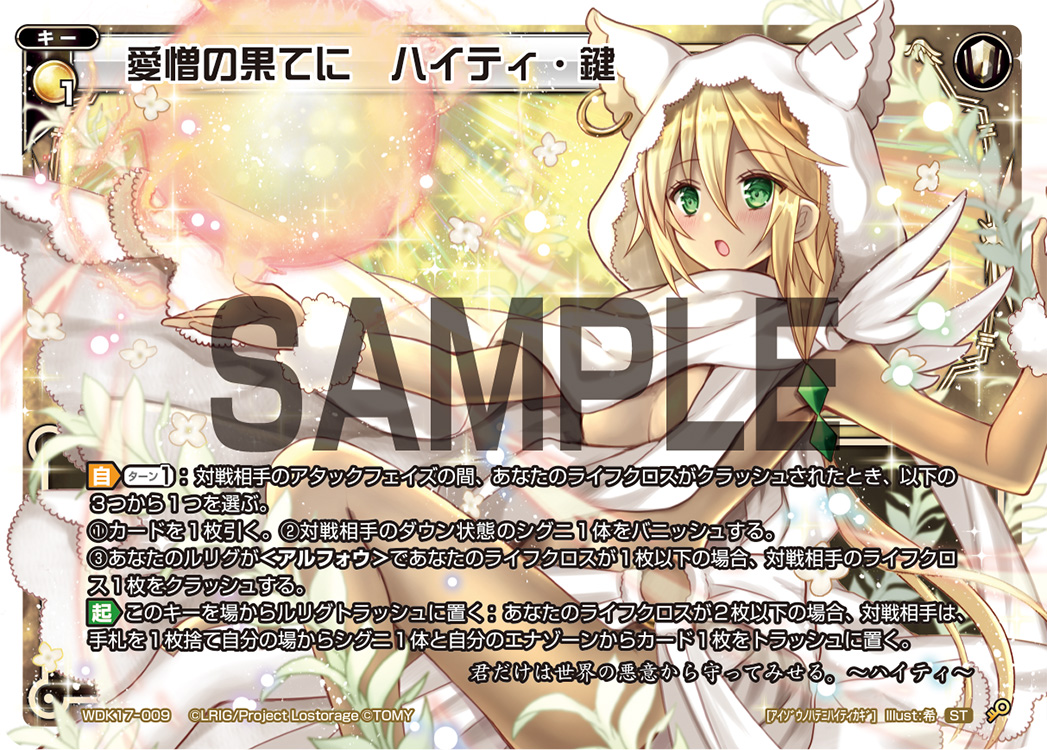 キー
1
愛憎の果てに　ハイティ・鍵
SAMPLE
自 ターン1：対戦相手のアタックフェイズの間、あなたのライフクロスがクラッシュされたとき、以下の
３つから１つを選ぶ。
①カードを１枚引く。②対戦相手のダウン状態のシグニ１体をバニッシュする。
③あなたのルリグが＜アルフォウ＞であなたのライフクロスが１枚以下の場合、対戦相手のライフクロ
ス１枚をクラッシュする。
起 このキーを場からルリグトラッシュに置く：あなたのライフクロスが２枚以下の場合、対戦相手は、
手札を１枚捨て自分の場からシグニ１体と自分のエナゾーンからカード１枚をトラッシュに置く。
君だけは世界の悪意から守ってみせる。～ハイティ～
WDK17-009　©LRIG/Project Lostorage ©TOMY　[ｱｲｿﾞｳﾉﾊﾃﾆﾊｲﾃｨｶｷﾞ]　Illust:希　ST